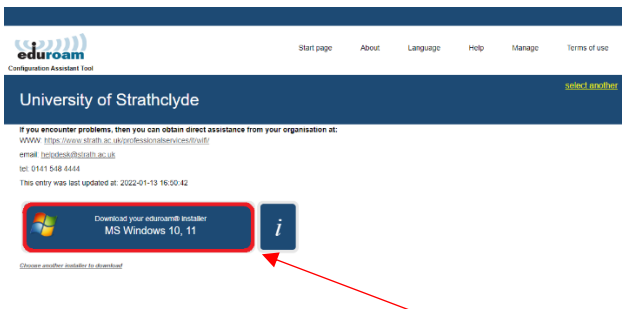 eduroam
Configuration Assistant Tool
Start page About Language Help Manage Terms of use
select another
University of Strathclyde
If you encounter problems, then you can obtain direct assistance from your organisation at:
WWW: https://www.strath.ac.uk/professionalservices/it/wifi/
email: helpdesk@strath.ac.uk
tel: 0141 548 4444
This entry was last updated at: 2022-01-13 16:50:42
Download your eduroam® installer
MS Windows 10, 11
i
Choose another installer to download